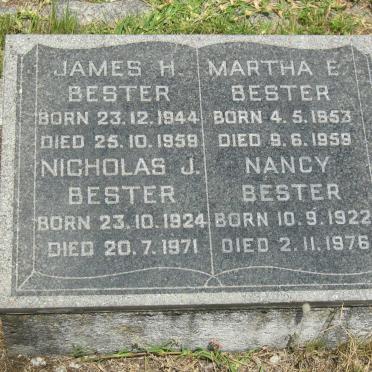 JAMES H.
BESTER
BORN 23.12.1944
DIED 25.10.1959
NICHOLAS J.
BESTER
BORN 23.10.1924
DIED 20.7.1971
MARTHA E.
BESTER
BORN 4.5.1953
DIED 9.6.1959
NANCY
BESTER
BORN 10.9.1922
DIED 2.11.1976